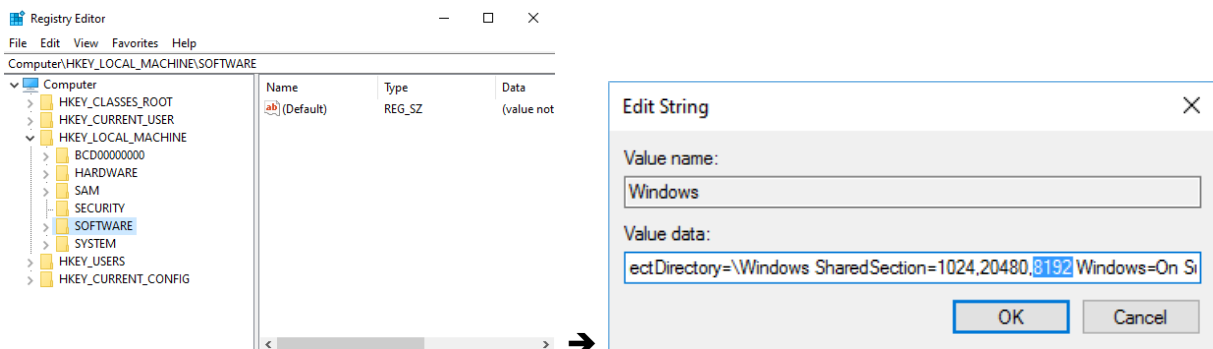 Registry Editor
File Edit View Favorites Help
Computer\HKEY_LOCAL_MACHINE\SOFTWARE
Computer
HKEY_CLASSES_ROOT
HKEY_CURRENT_USER
HKEY_LOCAL_MACHINE
BCD00000000
HARDWARE
SAM
SECURITY
SOFTWARE
SYSTEM
HKEY_USERS
HKEY_CURRENT_CONFIG
Name Type Data
ab (Default) REG_SZ (value not
Edit String
Value name:
Windows
Value data:
ectDirectory=\Windows SharedSection=1024,20480,8192 Windows=On
OK Cancel